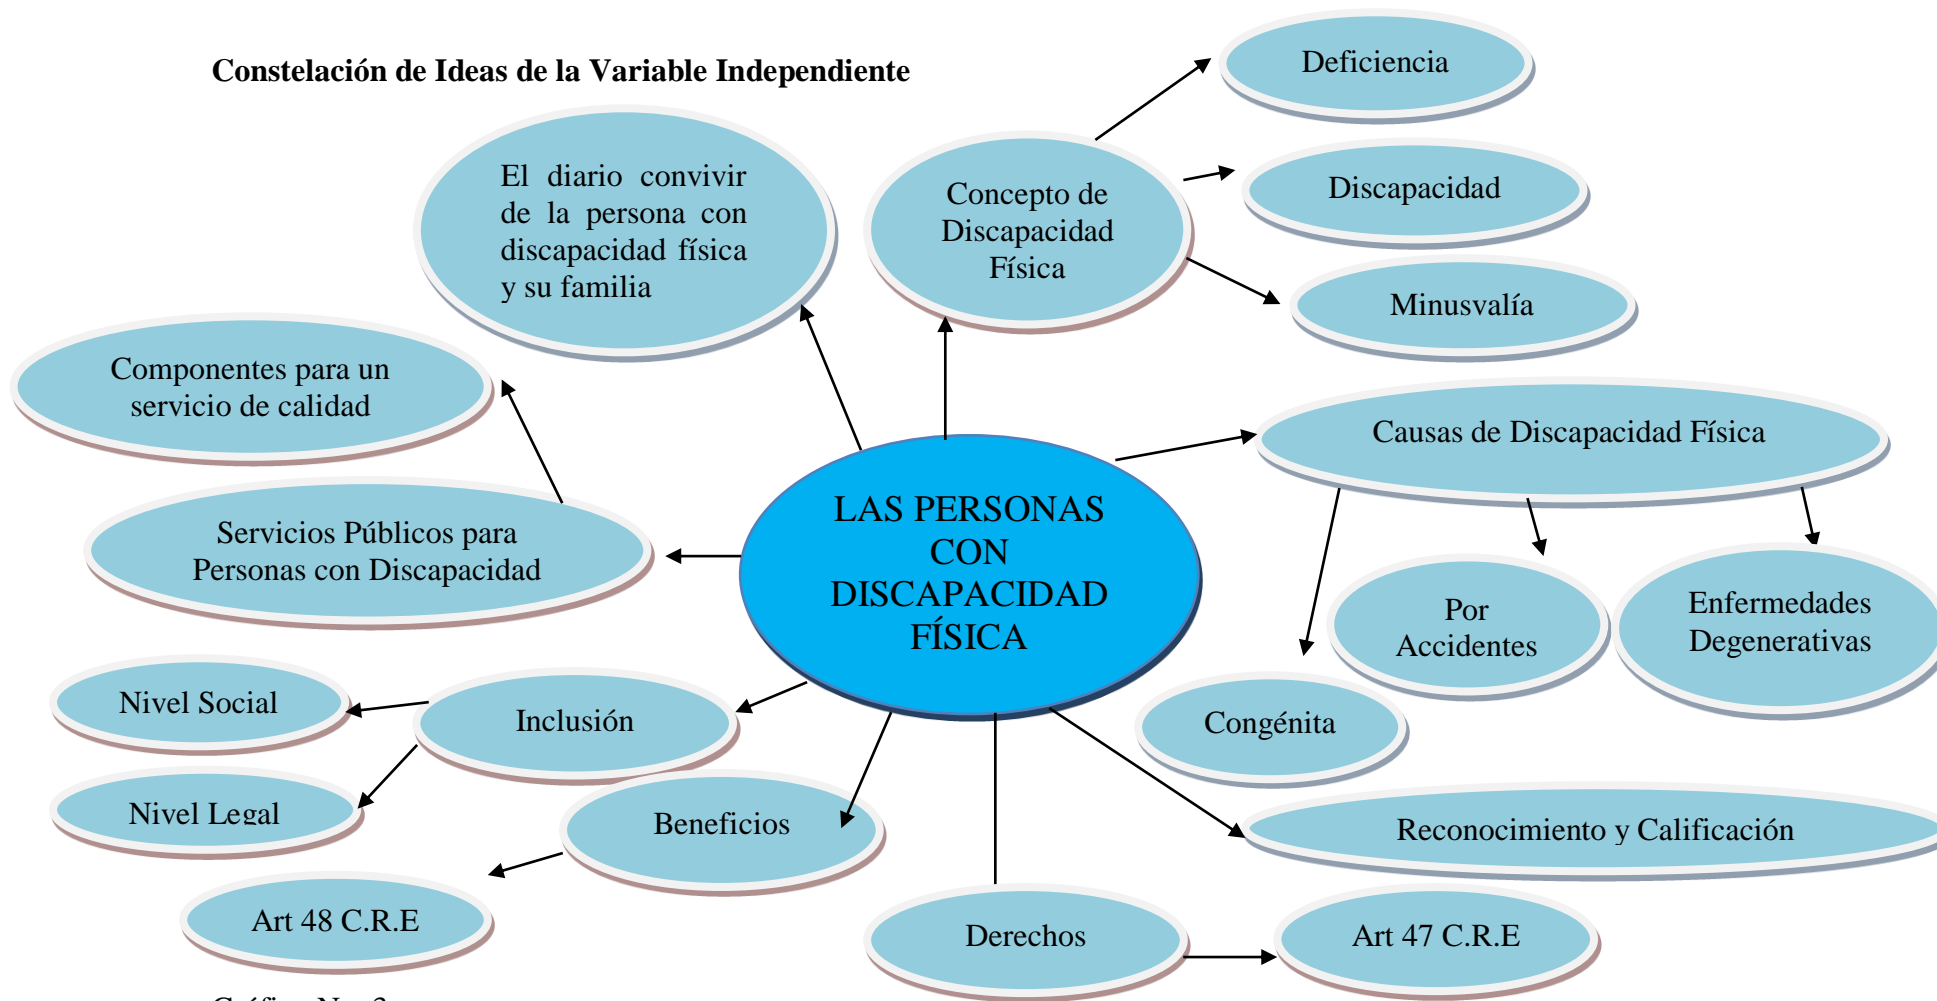 Constelación de Ideas de la Variable Independiente
Deficiencia
El diario convivir
de la persona con
discapacidad física
y su familia
Concepto de
Discapacidad
Física
Discapacidad
Minusvalía
Componentes para un
servicio de calidad
Causas de Discapacidad Física
LAS PERSONAS
CON
DISCAPACIDAD
FÍSICA
Servicios Públicos para
Personas con Discapacidad
Por
Accidentes
Enfermedades
Degenerativas
Nivel Social
Inclusión
Congénita
Nivel Legal
Beneficios
Reconocimiento y Calificación
Art 48 C.R.E
Derechos
Art 47 C.R.E